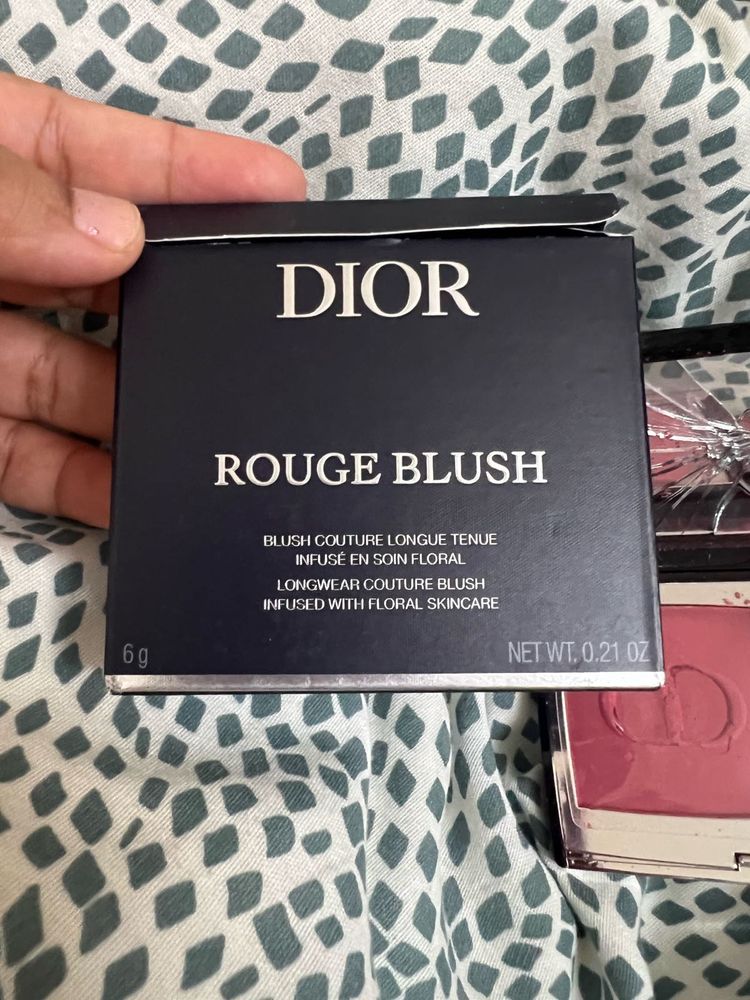 DIOR
ROUGE BLUSH
BLUSH COUTURE LONGUE TENUE
INFUSÉ EN SOIN FLORAL
LONGWEAR COUTURE BLUSH
INFUSED WITH FLORAL SKINCARE
6 g
NET WT. 0.21 OZ
CD